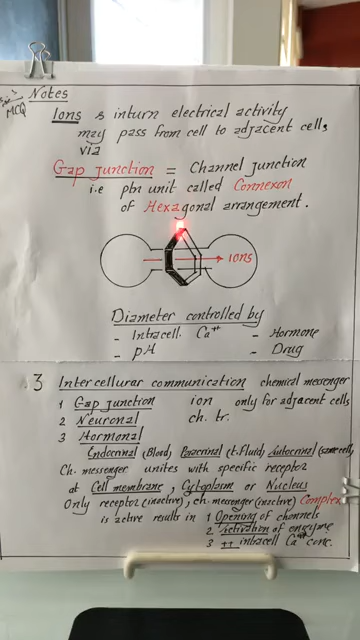 Notes
MCQ
Ions & inturn electrical activity
may pass from cell to adjacent cells
via
Gap junction = Channel junction
i.e pbn unit called Connexon
of Hexagonal arrangement.
ions
Diameter controlled by
- Intracell. Ca++ - Hormone
- pH - Drug
3 Intercellular communication chemical messenger
1 Gap junction ion only for adjacent cells
2 Neuronal ch. tr.
3 Hormonal
Endocrinal (Blood), Paracrinal (t.fluid), Autocrinal (same cell)
Ch. messenger unites with specific receptor
at Cell membrane, Cytoplasm or Nucleus
Only receptor (inactive), ch. messenger (inactive) Complex
is active results in 1 Opening of channels
2. activation of enzyme
3 ++ intracell Ca++ conc.